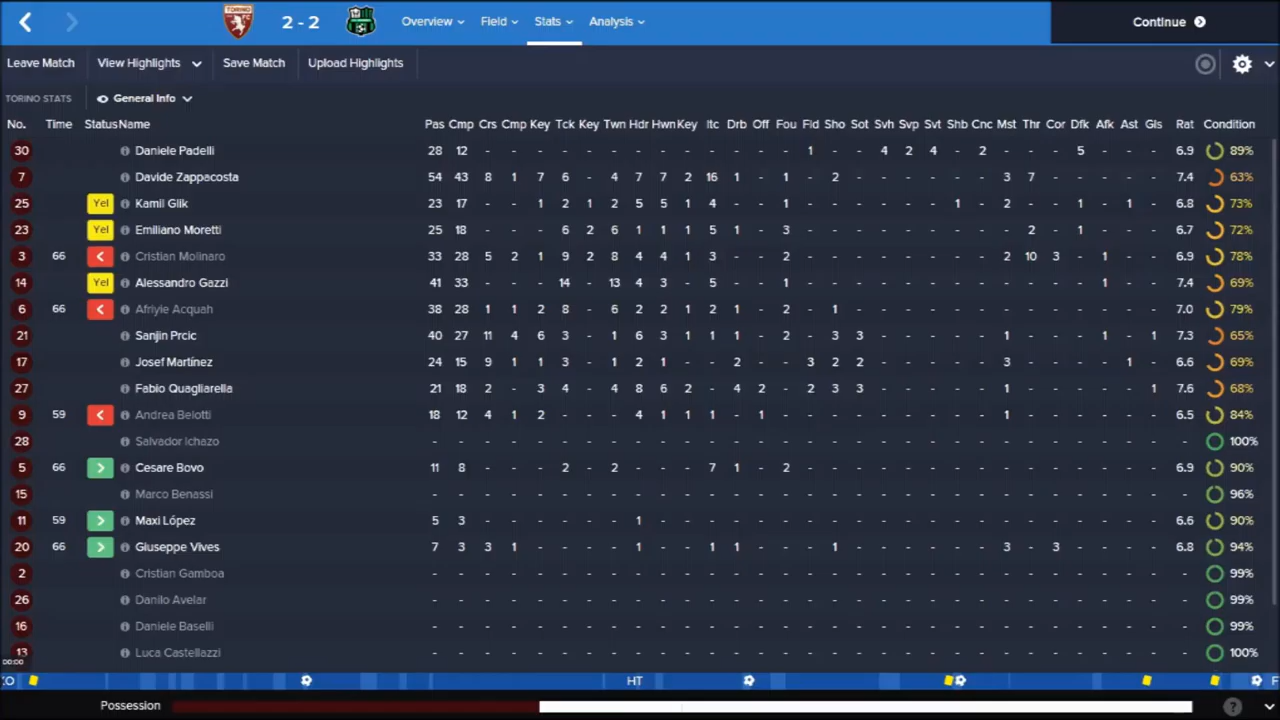 TORINO FC 2 - 2 Overview Field Stats Analysis Continue
Leave Match View Highlights Save Match Upload Highlights
TORINO STATS General Info
No. Time Status Name Pas Cmp Crs Cmp Key Tck Key Twn Hdr Hwn Key Itc Drb Off Fou Fld Sho Sot Svh Svp Svt Shb Cnc Mst Thr Cor Dfk Afk Ast Gls Rat Condition
30 Daniele Padelli 28 12 - - - - - - - - - - - - - 1 - - 4 2 4 - 2 - - - 5 - - - 6.9 89%
7 Davide Zappacosta 54 43 8 1 7 6 - 4 7 7 2 16 1 - 1 - 2 - - - - - - 3 7 - - - - - 7.4 63%
25 Yel Kamil Glik 23 17 - - 1 2 1 2 5 5 1 4 - - 1 - - - - - - 1 - 2 - - 1 - 1 - 6.8 73%
23 Yel Emiliano Moretti 25 18 - - - 6 2 6 1 1 1 5 1 - 3 - - - - - - - - - 2 - 1 - - - 6.7 72%
3 66 Cristian Molinaro 33 28 5 2 1 9 2 8 4 4 1 3 - - 2 - - - - - - - - 2 10 3 - 1 - - 6.9 78%
14 Yel Alessandro Gazzi 41 33 - - - 14 - 13 4 3 - 5 - - 1 - - - - - - - - - - - - 1 - - 7.4 69%
6 66 Afriyie Acquah 38 28 1 1 2 8 - 6 2 2 1 2 1 - 2 - 1 - - - - - - - - - - - - - 7.0 79%
21 Sanjin Prcic 40 27 11 4 6 3 - 1 6 3 1 1 1 - 2 - 3 3 - - - - - 1 - - - 1 - 1 7.3 65%
17 Josef Martínez 24 15 9 1 1 3 - 1 2 1 - - 2 - - 3 2 2 - - - - - 3 - - - - 1 - 6.6 69%
27 Fabio Quagliarella 21 18 2 - 3 4 - 4 8 6 2 - 4 2 - 2 3 3 - - - - - 1 - - - - - 1 7.6 68%
9 59 Andrea Belotti 18 12 4 1 2 - - - 4 1 1 1 - 1 - - - - - - - - - 1 - - - - - - 6.5 84%
28 Salvador Ichazo - - - - - - - - - - - - - - - - - - - - - - - - - - - - - - - 100%
5 66 Cesare Bovo 11 8 - - - 2 - 2 - - - 7 1 - 2 - - - - - - - - - - - - - - - 6.9 90%
15 Marco Benassi - - - - - - - - - - - - - - - - - - - - - - - - - - - - - - - 96%
11 59 Maxi López 5 3 - - - - - - 1 - - - - - - - - - - - - - - - - - - - - - 6.6 90%
20 66 Giuseppe Vives 7 3 3 1 - - - - 1 - - 1 1 - - - 1 - - - - - - 3 - 3 - - - - 6.8 94%
2 Cristian Gamboa - - - - - - - - - - - - - - - - - - - - - - - - - - - - - - - 99%
26 Danilo Avelar - - - - - - - - - - - - - - - - - - - - - - - - - - - - - - - 99%
16 Daniele Baselli - - - - - - - - - - - - - - - - - - - - - - - - - - - - - - - 99%
13 Luca Castellazzi - - - - - - - - - - - - - - - - - - - - - - - - - - - - - - - 100%
00:00
KO HT F
Possession ?